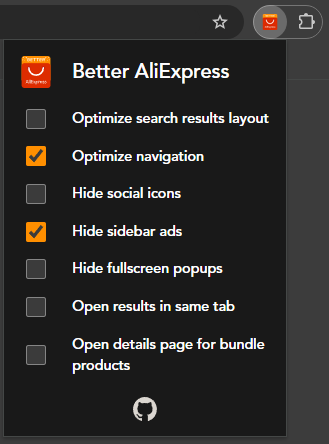 BETTER
AliExpress
Better AliExpress
Optimize search results layout
Optimize navigation
Hide social icons
Hide sidebar ads
Hide fullscreen popups
Open results in same tab
Open details page for bundle
products